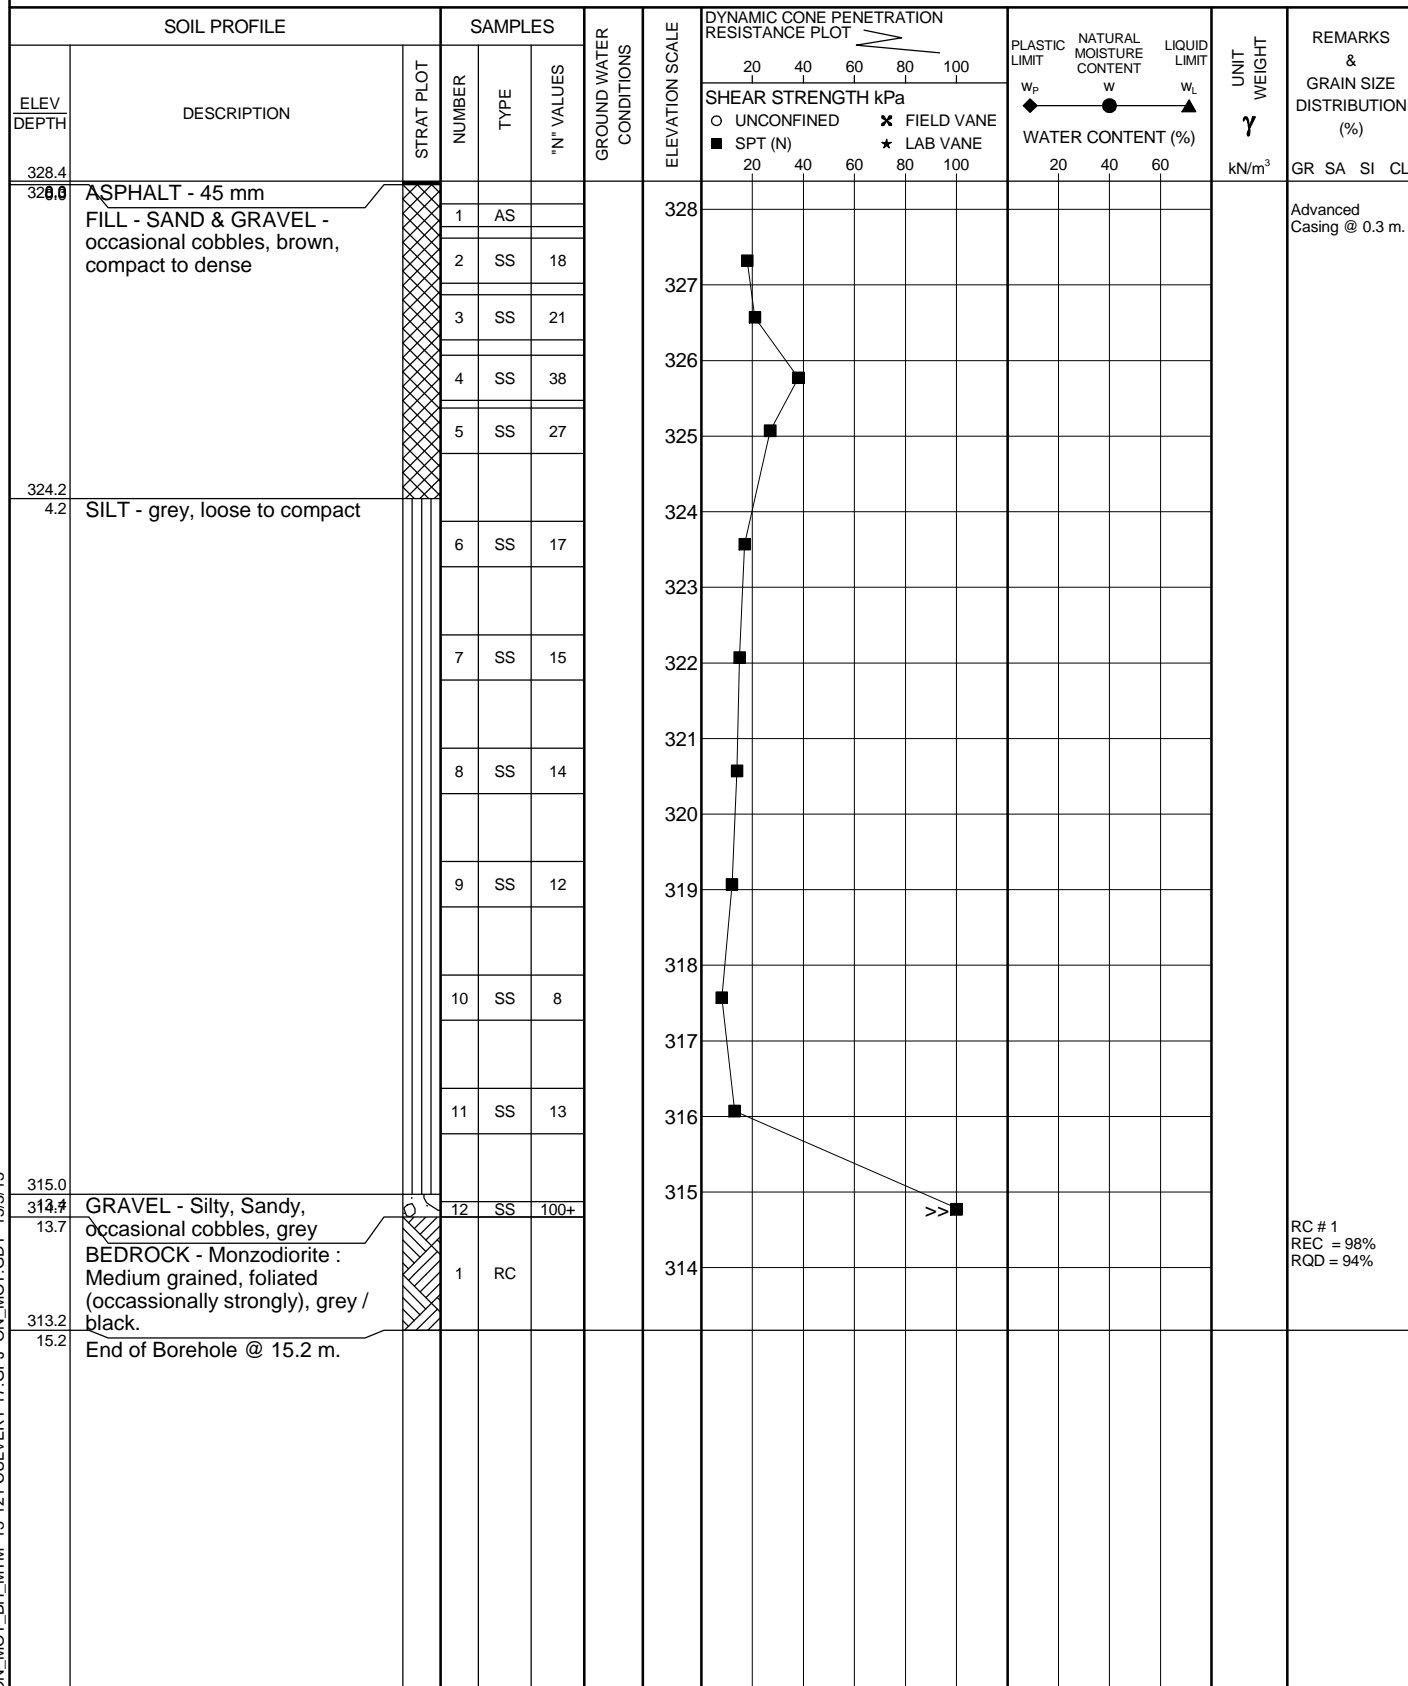 SOIL PROFILE
SAMPLES
GROUND WATER
CONDITIONS
ELEVATION SCALE
DYNAMIC CONE PENETRATION
RESISTANCE PLOT
20 40 60 80 100
SHEAR STRENGTH kPa
UNCONFINED
FIELD VANE
SPT (N)
LAB VANE
20 40 60 80 100
PLASTIC
LIMIT
NATURAL
MOISTURE
CONTENT
LIQUID
LIMIT
WP
W
WL
WATER CONTENT (%)
20 40 60
UNIT
WEIGHT
γ
kN/m³
REMARKS
&
GRAIN SIZE
DISTRIBUTION
(%)
GR SA SI CL
ELEV
DEPTH
DESCRIPTION
STRAT PLOT
NUMBER
TYPE
"N" VALUES
328.4
ASPHALT - 45 mm
FILL - SAND & GRAVEL -
occasional cobbles, brown,
compact to dense
1 AS
2 SS 18
3 SS 21
4 SS 38
5 SS 27
324.2
4.2
SILT - grey, loose to compact
6 SS 17
7 SS 15
8 SS 14
9 SS 12
10 SS 8
11 SS 13
315.0
GRAVEL - Silty, Sandy,
occasional cobbles, grey
12 SS 100+
13.7
BEDROCK - Monzodiorite :
Medium grained, foliated
(occassionally strongly), grey /
black.
1 RC
313.2
15.2
End of Borehole @ 15.2 m.
328
327
326
325
324
323
322
321
320
319
318
317
316
315
314
>>
Advanced
Casing @ 0.3 m.
RC # 1
REC = 98%
RQD = 94%